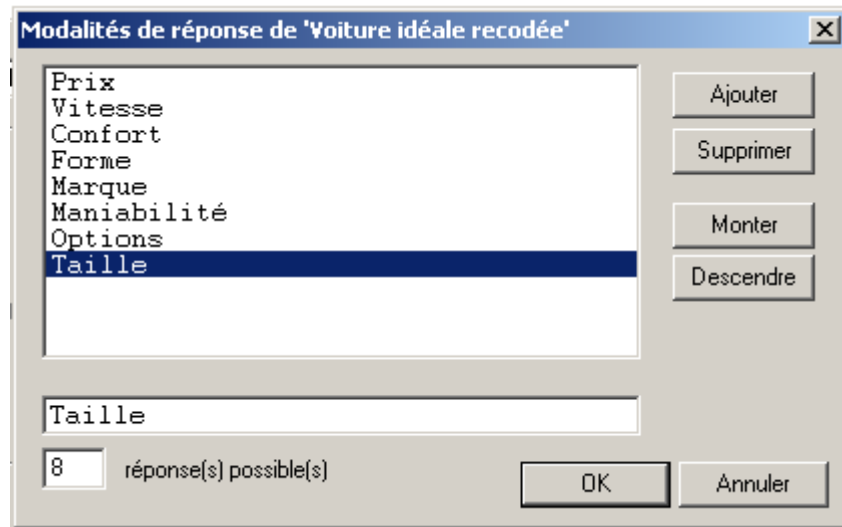 Modalités de réponse de 'Voiture idéale recodée'
Prix
Vitesse
Confort
Forme
Marque
Maniabilité
Options
Taille
Ajouter
Supprimer
Monter
Descendre
Taille
8 réponse(s) possible(s)
OK
Annuler